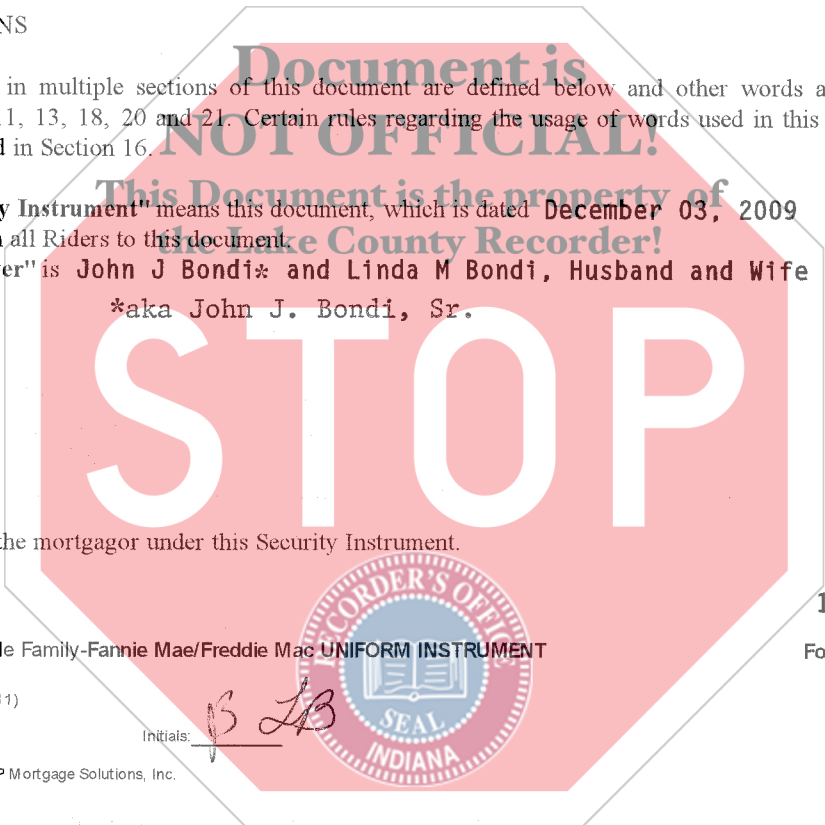 NS
Document is
in multiple sections of this document are defined below and other words a
11, 13, 18, 20 and 21. Certain rules regarding the usage of words used in this
NOT OFFICIAL!
d in Section 16.
This Document is the property of
y Instrument" means this document, which is dated December 03, 2009
the Lake County Recorder!
all Riders to this document.
er" is John J Bondi* and Linda M Bondi, Husband and Wife
*aka John J. Bondi, Sr.
STOP
the mortgagor under this Security Instrument.
RECORDER'S OFFICE
le Family-Fannie Mae/Freddie Mac UNIFORM INSTRUMENT
Fo
1)
SEAL
Initials: B LB
INDIANA
P Mortgage Solutions, Inc.